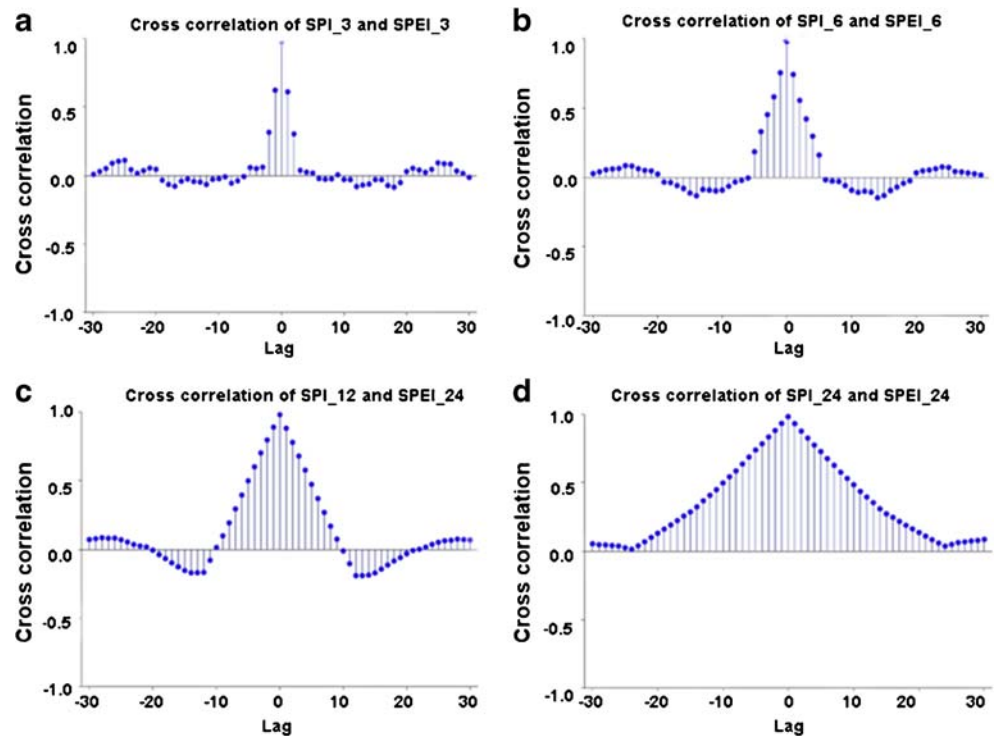 a
Cross correlation of SPI_3 and SPEI_3
Cross correlation
1.0
0.5
0.0
-0.5
-1.0
-30 -20 -10 0 10 20 30
Lag
b
Cross correlation of SPI_6 and SPEI_6
Cross correlation
1.0
0.5
0.0
-0.5
-1.0
-30 -20 -10 0 10 20 30
Lag
c
Cross correlation of SPI_12 and SPEI_24
Cross correlation
1.0
0.5
0.0
-0.5
-1.0
-30 -20 -10 0 10 20 30
Lag
d
Cross correlation of SPI_24 and SPEI_24
Cross correlation
1.0
0.5
0.0
-0.5
-1.0
-30 -20 -10 0 10 20 30
Lag